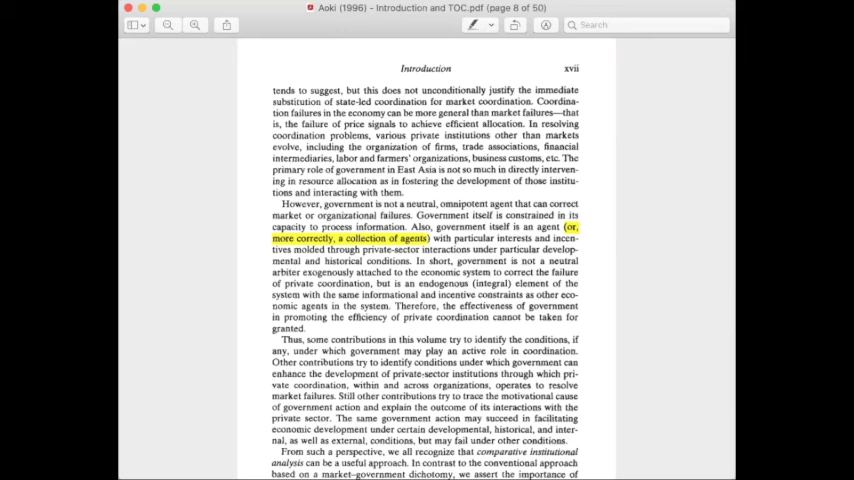 Aoki (1996) - Introduction and TOC.pdf (page 8 of 50)
Search
Introduction
xvii
tends to suggest, but this does not unconditionally justify the immediate
substitution of state-led coordination for market coordination. Coordina-
tion failures in the economy can be more general than market failures—that
is, the failure of price signals to achieve efficient allocation. In resolving
coordination problems, various private institutions other than markets
evolve, including the organization of firms, trade associations, financial
intermediaries, labor and farmers' organizations, business customs, etc. The
primary role of government in East Asia is not so much in directly interven-
ing in resource allocation as in fostering the development of those institu-
tions and interacting with them.
However, government is not a neutral, omnipotent agent that can correct
market or organizational failures. Government itself is constrained in its
capacity to process information. Also, government itself is an agent (or,
more correctly, a collection of agents) with particular interests and incen-
tives molded through private-sector interactions under particular develop-
mental and historical conditions. In short, government is not a neutral
arbiter exogenously attached to the economic system to correct the failure
of private coordination, but is an endogenous (integral) element of the
system with the same informational and incentive constraints as other eco-
nomic agents in the system. Therefore, the effectiveness of government
in promoting the efficiency of private coordination cannot be taken for
granted.
Thus, some contributions in this volume try to identify the conditions, if
any, under which government may play an active role in coordination.
Other contributions try to identify conditions under which government can
enhance the development of private-sector institutions through which pri-
vate coordination, within and across organizations, operates to resolve
market failures. Still other contributions try to trace the motivational cause
of government action and explain the outcome of its interactions with the
private sector. The same government action may succeed in facilitating
economic development under certain developmental, historical, and inter-
nal, as well as external, conditions, but may fail under other conditions.
From such a perspective, we all recognize that comparative institutional
analysis can be a useful approach. In contrast to the conventional approach
based on a market–government dichotomy, we assert the importance of